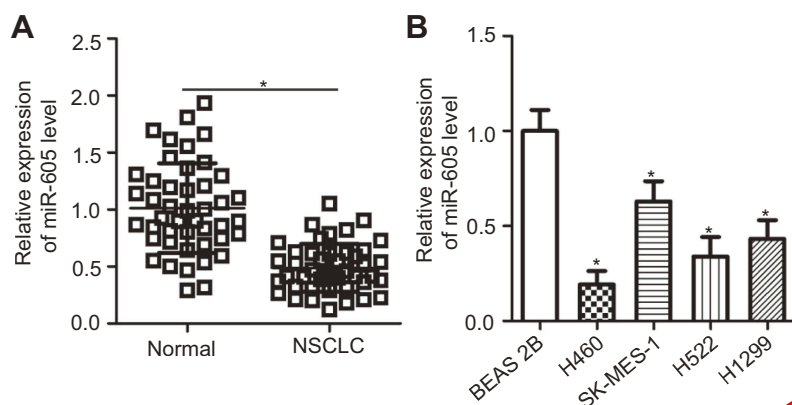 A
Relative expression
of miR-605 level
2.5
2.0
1.5
1.0
0.5
0.0
*
Normal
NSCLC
B
Relative expression
of miR-605 level
1.5
1.0
0.5
0.0
*
*
*
*
BEAS 2B
H460
SK-MES-1
H522
H1299